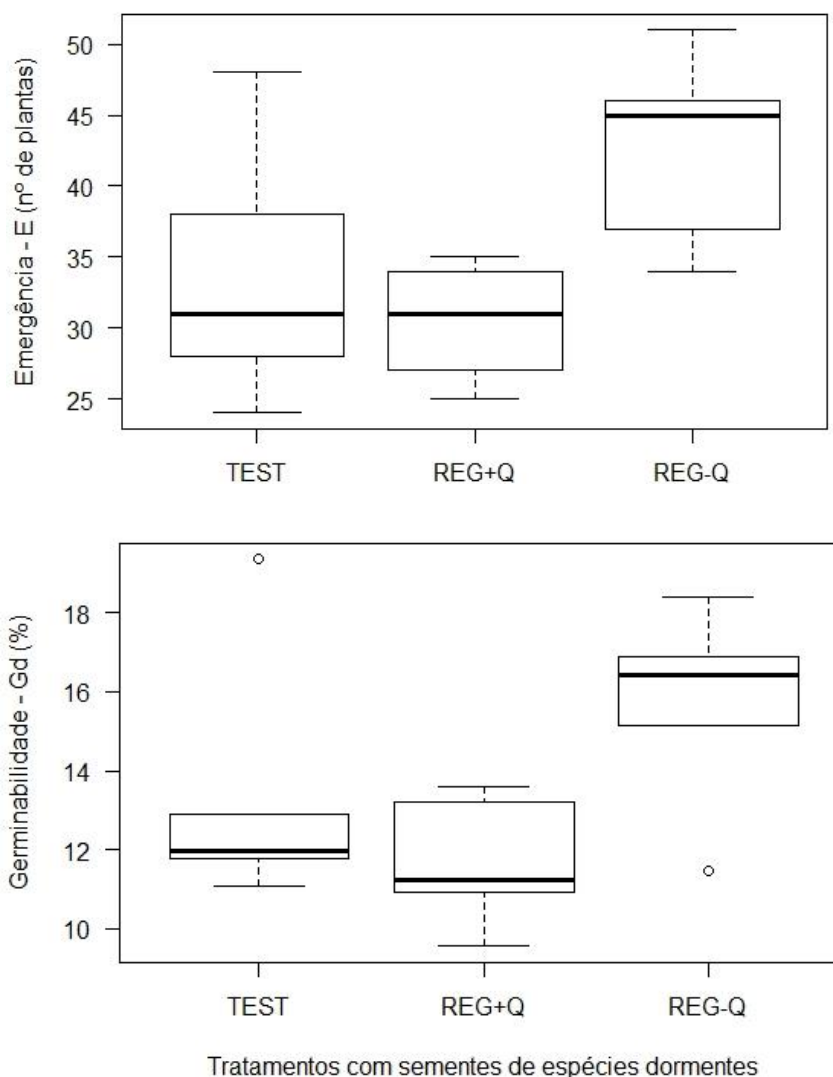 Emergência - E (nº de plantas)
50
45
40
35
30
25
TEST REG+Q REG-Q
Germinabilidade - Gd (%)
18
16
14
12
10
TEST REG+Q REG-Q
Tratamentos com sementes de espécies dormentes